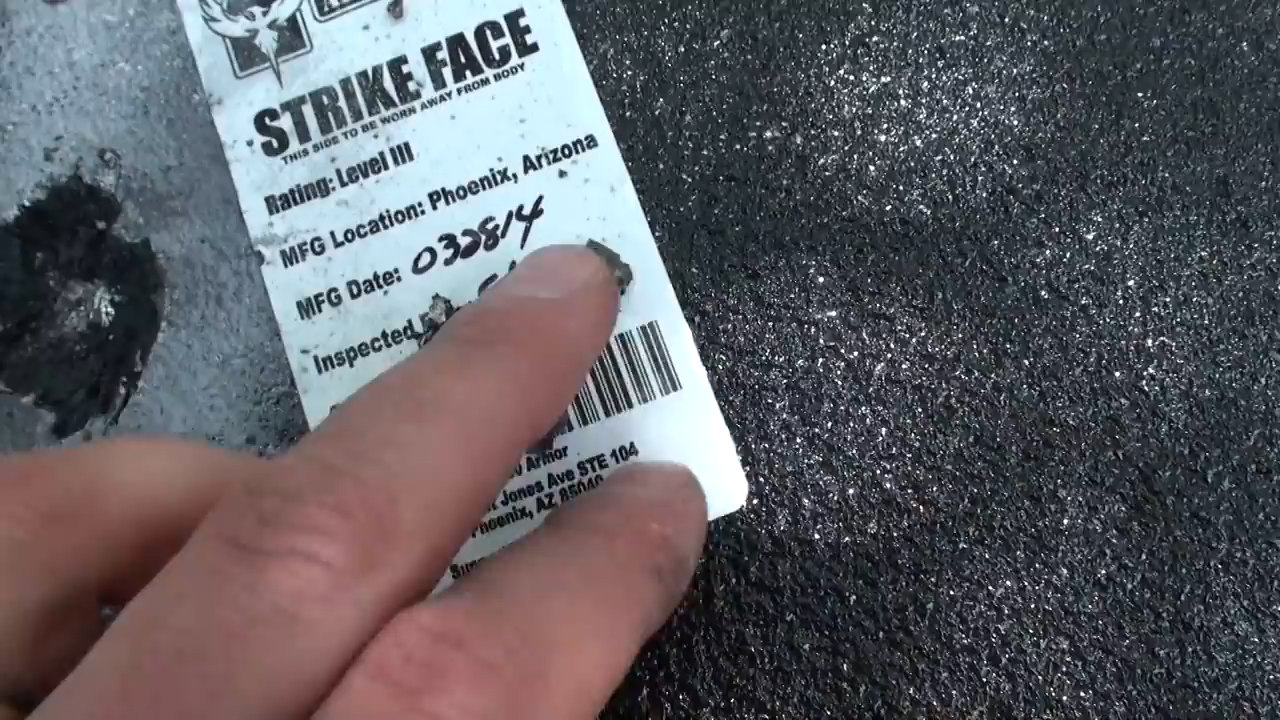 STRIKE FACE
THIS SIDE TO BE WORN AWAY FROM BODY
Rating: Level III
MFG Location: Phoenix, Arizona
MFG Date: 032814
Inspected
Armor
Jones Ave STE 104
Phoenix, AZ 85040